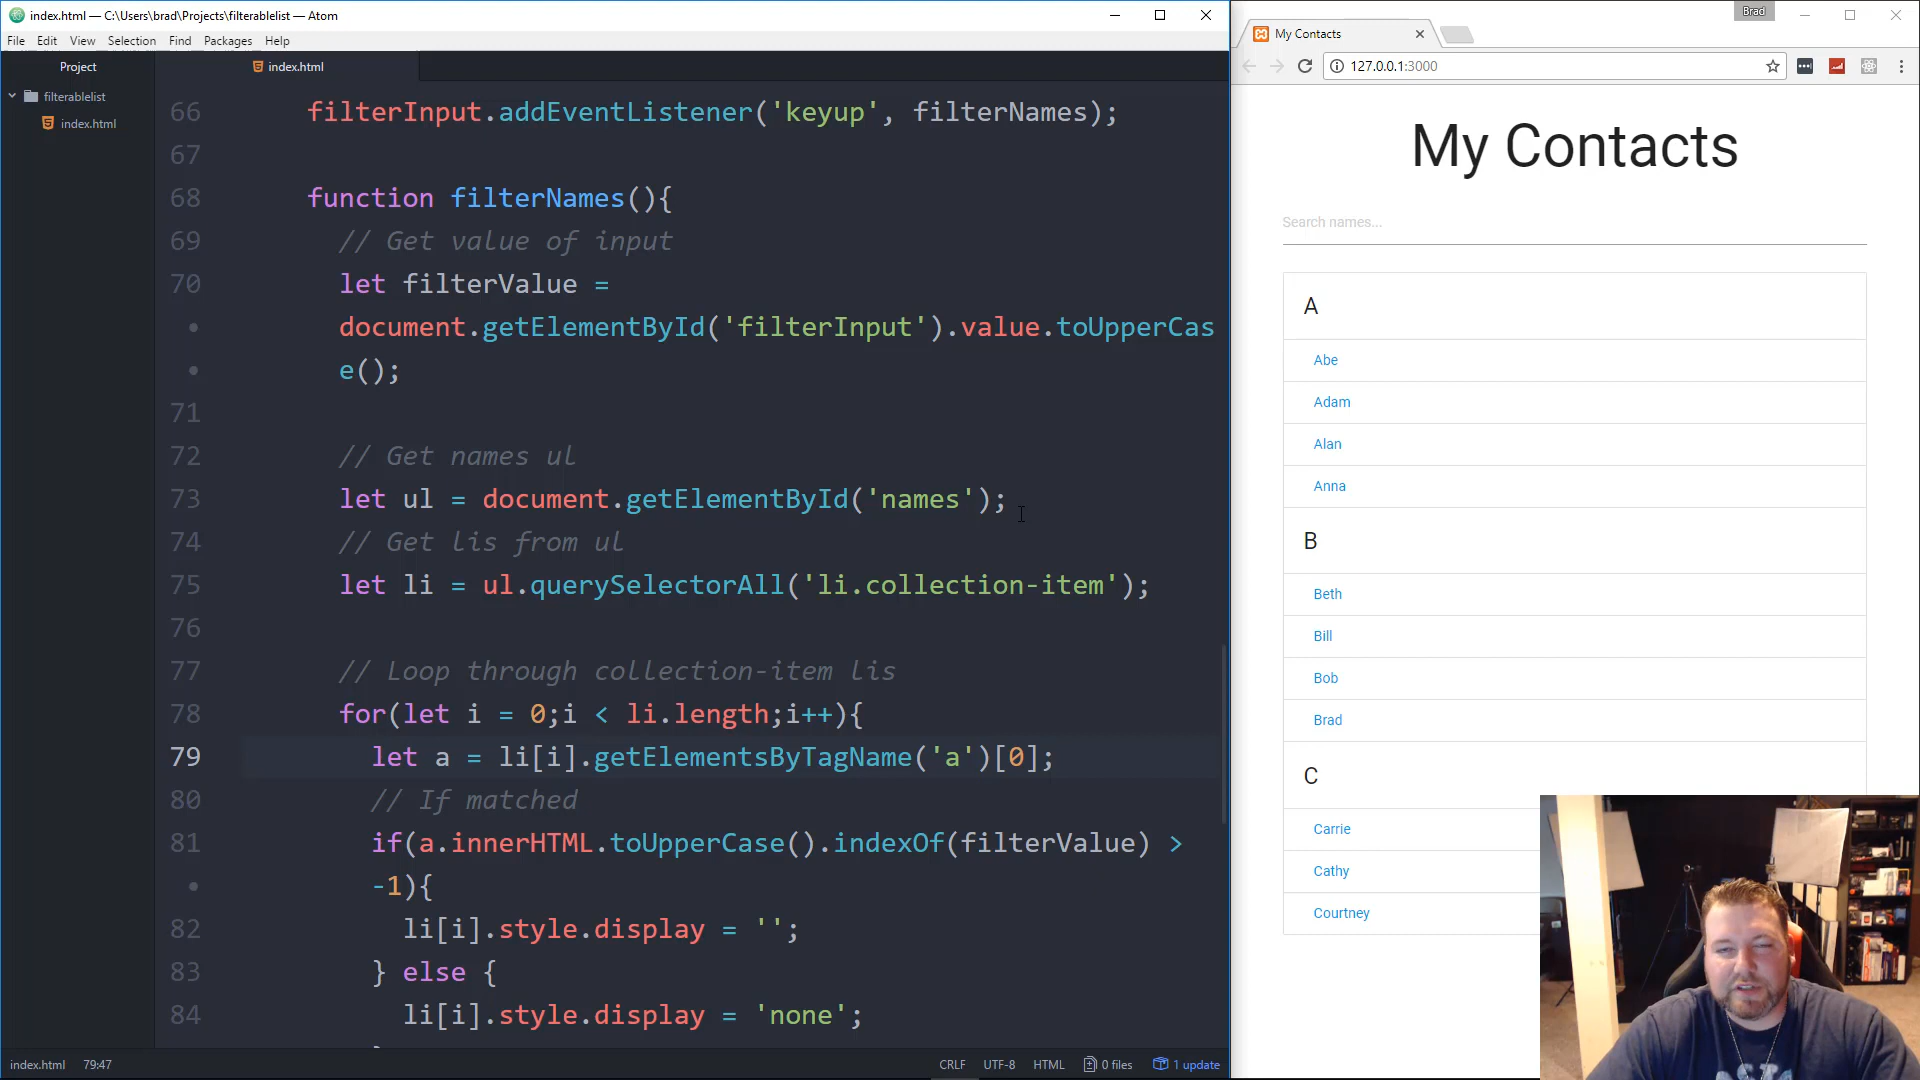 index.html — C:\Users\brad\Projects\filterablelist — Atom
File Edit View Selection Find Packages Help
Project
filterablelist
index.html
index.html
66 filterInput.addEventListener('keyup', filterNames);
67
68 function filterNames(){
69 // Get value of input
70 let filterValue =
document.getElementById('filterInput').value.toUpperCas
e();
71
72 // Get names ul
73 let ul = document.getElementById('names');
74 // Get lis from ul
75 let li = ul.querySelectorAll('li.collection-item');
76
77 // Loop through collection-item lis
78 for(let i = 0;i < li.length;i++){
79 let a = li[i].getElementsByTagName('a')[0];
80 // If matched
81 if(a.innerHTML.toUpperCase().indexOf(filterValue) >
-1){
82 li[i].style.display = '';
83 } else {
84 li[i].style.display = 'none';
index.html 79:47 CRLF UTF-8 HTML 0 files 1 update
Brad
My Contacts
127.0.0.1:3000
My Contacts
Search names...
A
Abe
Adam
Alan
Anna
B
Beth
Bill
Bob
Brad
C
Carrie
Cathy
Courtney